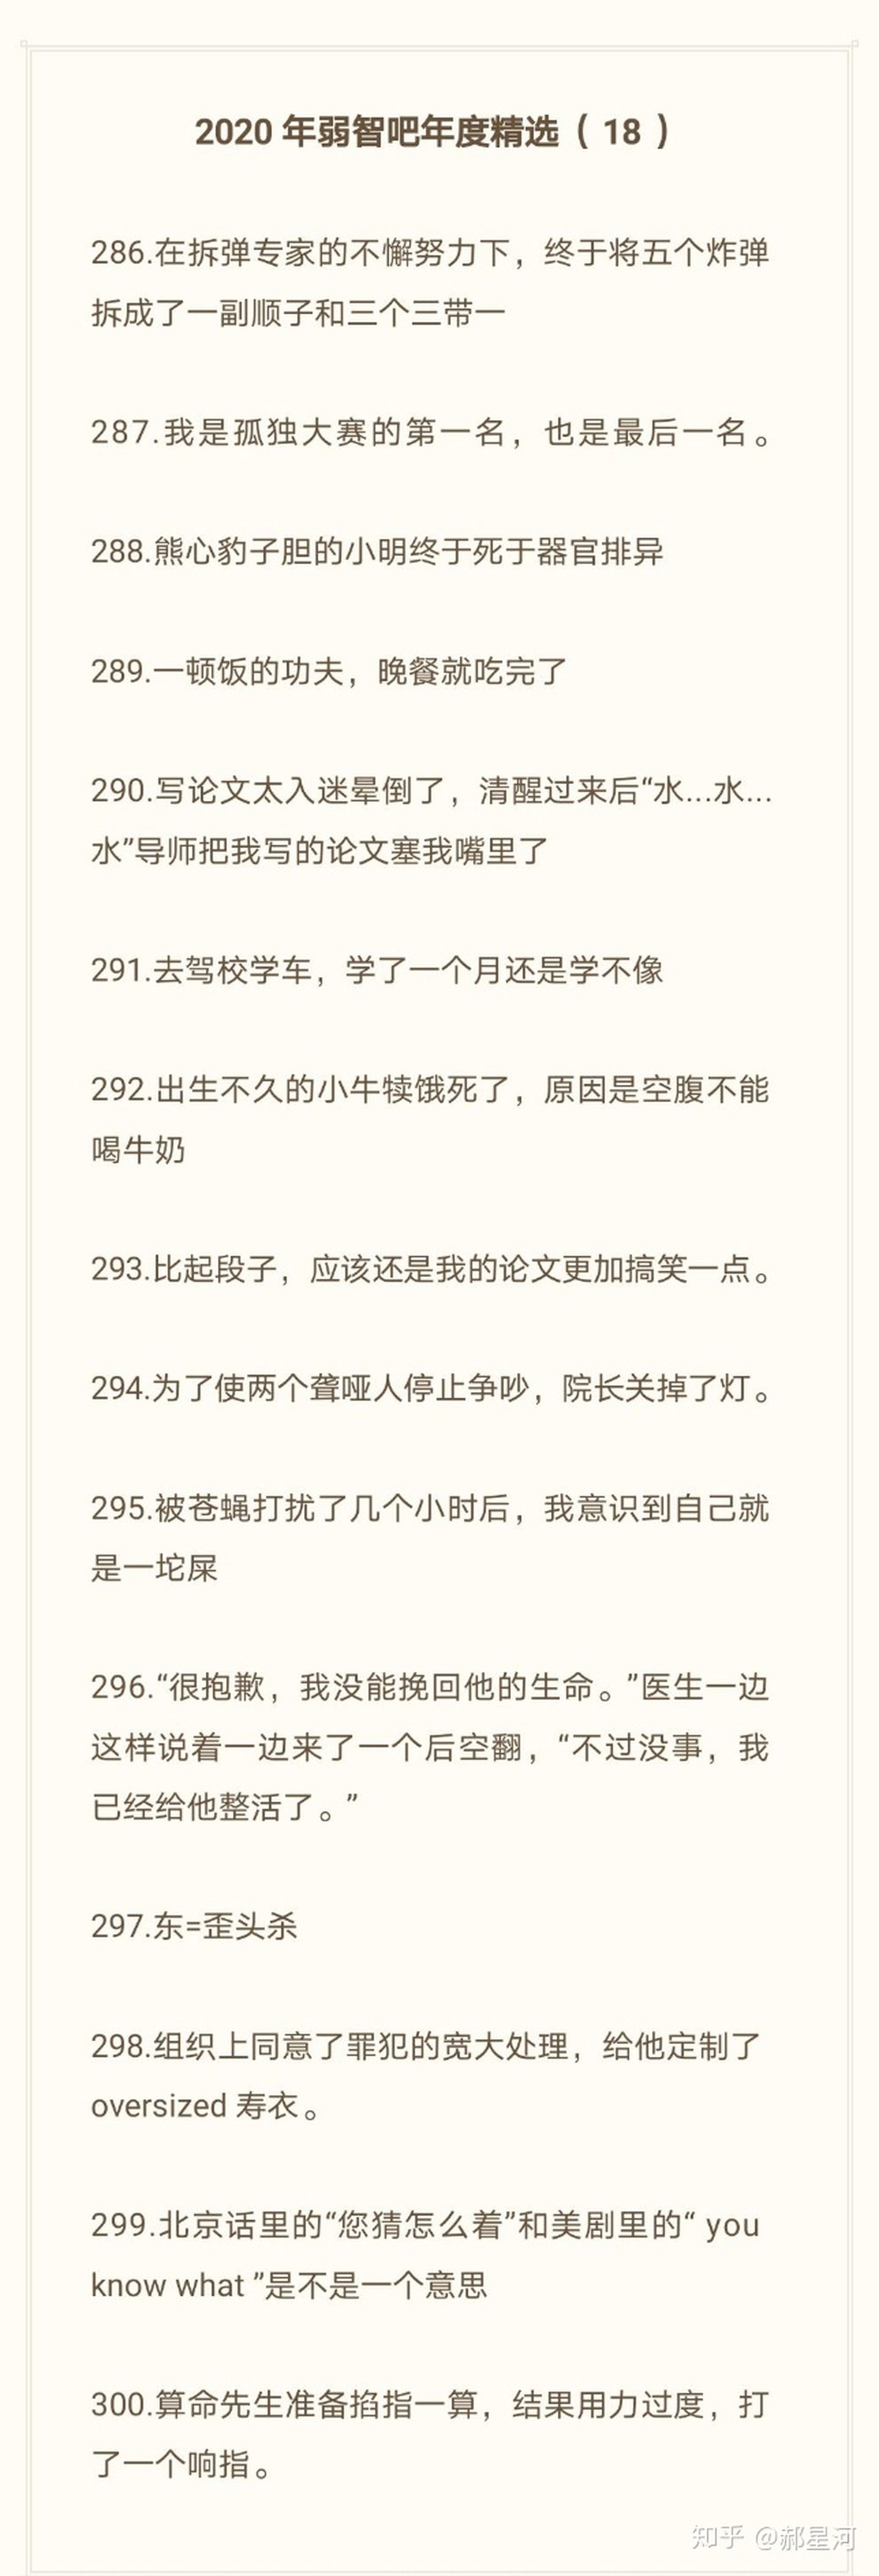 2020 年弱智吧年度精选（ 18 ）
286.在拆弹专家的不懈努力下，终于将五个炸弹
拆成了一副顺子和三个三带一
287.我是孤独大赛的第一名，也是最后一名。
288.熊心豹子胆的小明终于死于器官排异
289.一顿饭的功夫，晚餐就吃完了
290.写论文太入迷晕倒了，清醒过来后“水...水...
水”导师把我写的论文塞我嘴里了
291.去驾校学车，学了一个月还是学不像
292.出生不久的小牛犊饿死了，原因是空腹不能
喝牛奶
293.比起段子，应该还是我的论文更加搞笑一点。
294.为了使两个聋哑人停止争吵，院长关掉了灯。
295.被苍蝇打扰了几个小时后，我意识到自己就
是一坨屎
296.“很抱歉，我没能挽回他的生命。”医生一边
这样说着一边来了一个后空翻，“不过没事，我
已经给他整活了。”
297.东=歪头杀
298.组织上同意了罪犯的宽大处理，给他定制了
oversized 寿衣。
299.北京话里的“您猜怎么着”和美剧里的“ you
know what ”是不是一个意思
300.算命先生准备掐指一算，结果用力过度，打
了一个响指。
知乎 @郝星河